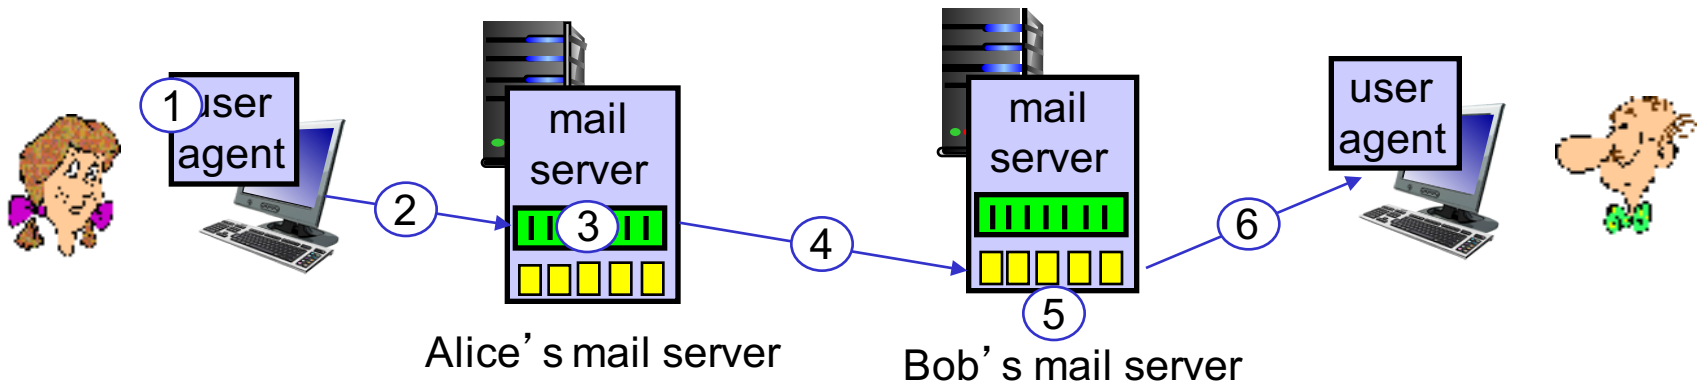 1
user
agent
2
mail
server
3
Alice’s mail server
4
mail
server
5
Bob’s mail server
6
user
agent